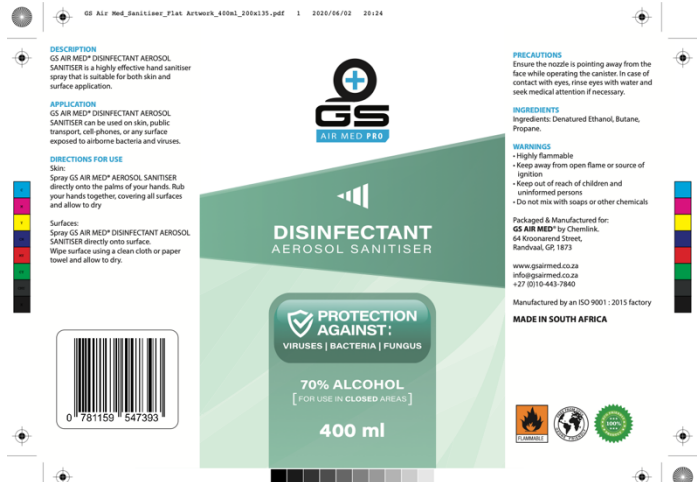 GS Air Med_Sanitiser_Flat Artwork_400ml_200x135.pdf 1 2020/06/02 20:24
DESCRIPTION
GS AIR MED® DISINFECTANT AEROSOL
SANITISER is a highly effective hand sanitiser
spray that is suitable for both skin and
surface application.
APPLICATION
GS AIR MED® DISINFECTANT AEROSOL
SANITISER can be used on skin, public
transport, cell-phones, or any surface
exposed to airborne bacteria and viruses.
DIRECTIONS FOR USE
Skin:
Spray GS AIR MED® AEROSOL SANITISER
directly onto the palms of your hands. Rub
your hands together, covering all surfaces
and allow to dry
Surfaces:
Spray GS AIR MED® DISINFECTANT AEROSOL
SANITISER directly onto surface.
Wipe surface using a clean cloth or paper
towel and allow to dry.
0 781159 547393
GS
AIR MED PRO
DISINFECTANT
AEROSOL SANITISER
PROTECTION
AGAINST:
VIRUSES | BACTERIA | FUNGUS
70% ALCOHOL
[FOR USE IN CLOSED AREAS]
400 ml
PRECAUTIONS
Ensure the nozzle is pointing away from the
face while operating the canister. In case of
contact with eyes, rinse eyes with water and
seek medical attention if necessary.
INGREDIENTS
Ingredients: Denatured Ethanol, Butane,
Propane.
WARNINGS
• Highly flammable
• Keep away from open flame or source of
ignition
• Keep out of reach of children and
uninformed persons
• Do not mix with soaps or other chemicals
Packaged & Manufactured for:
GS AIR MED® by Chemlink.
64 Kroonarend Street,
Randvaal, GP, 1873
www.gsairmed.co.za
info@gsairmed.co.za
+27 (0)10-443-7840
Manufactured by an ISO 9001 : 2015 factory
MADE IN SOUTH AFRICA
FLAMMABLE
100%